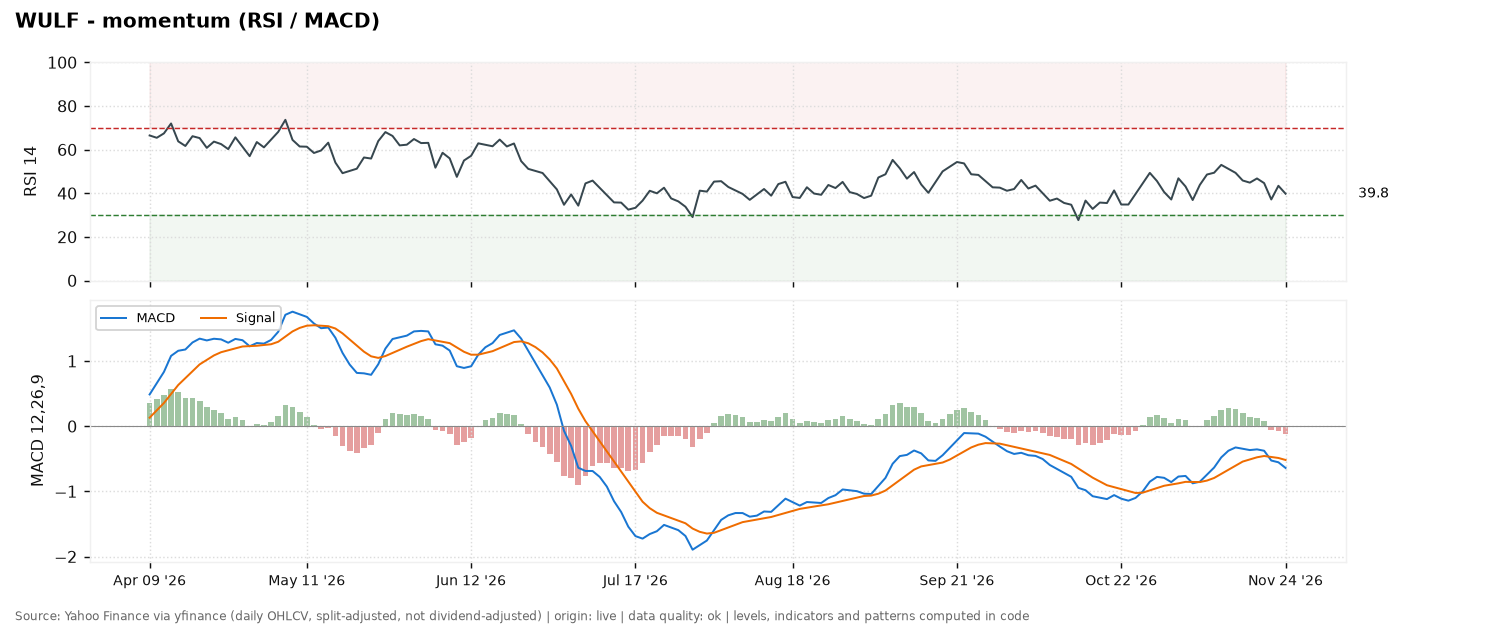 WULF - momentum (RSI / MACD)
100
80
60
40
20
0
RSI 14
39.8
MACD
Signal
1
0
−1
−2
MACD 12,26,9
Apr 09 '26
May 11 '26
Jun 12 '26
Jul 17 '26
Aug 18 '26
Sep 21 '26
Oct 22 '26
Nov 24 '26
Source: Yahoo Finance via yfinance (daily OHLCV, split-adjusted, not dividend-adjusted) | origin: live | data quality: ok | levels, indicators and patterns computed in code